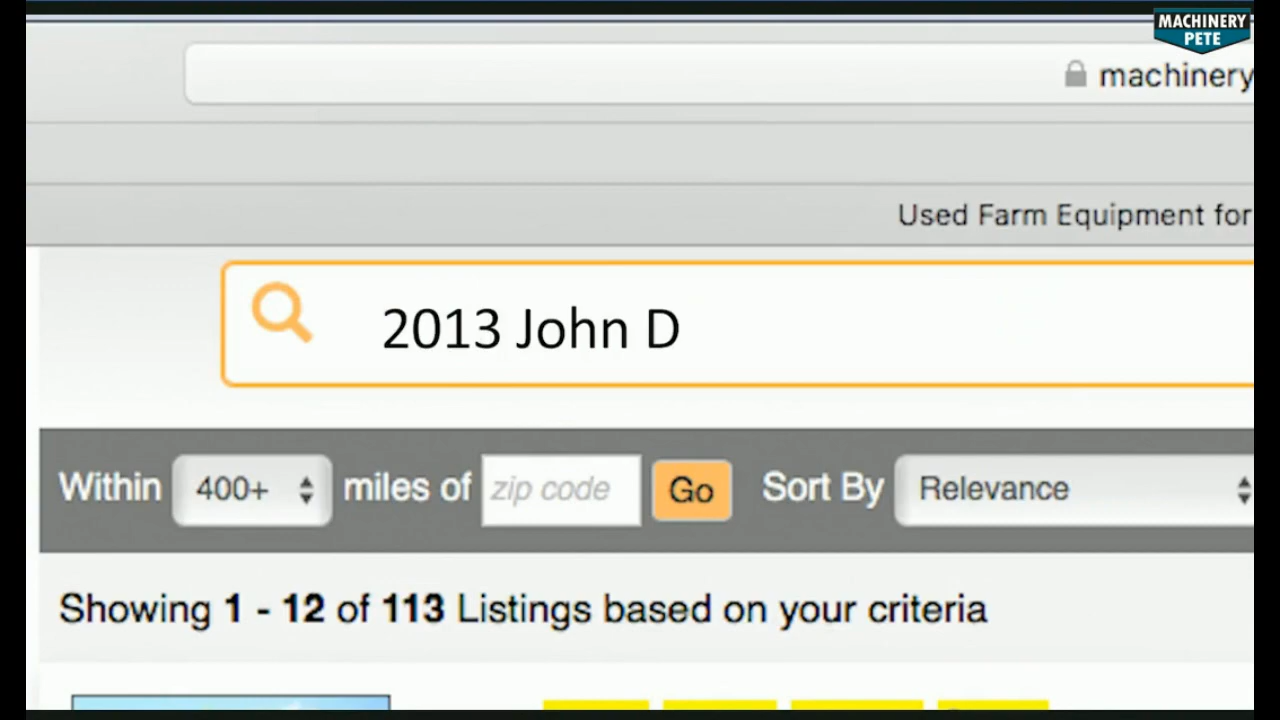 MACHINERY
PETE
machinery
Used Farm Equipment for
2013 John D
Within 400+ miles of zip code Go Sort By Relevance
Showing 1 - 12 of 113 Listings based on your criteria